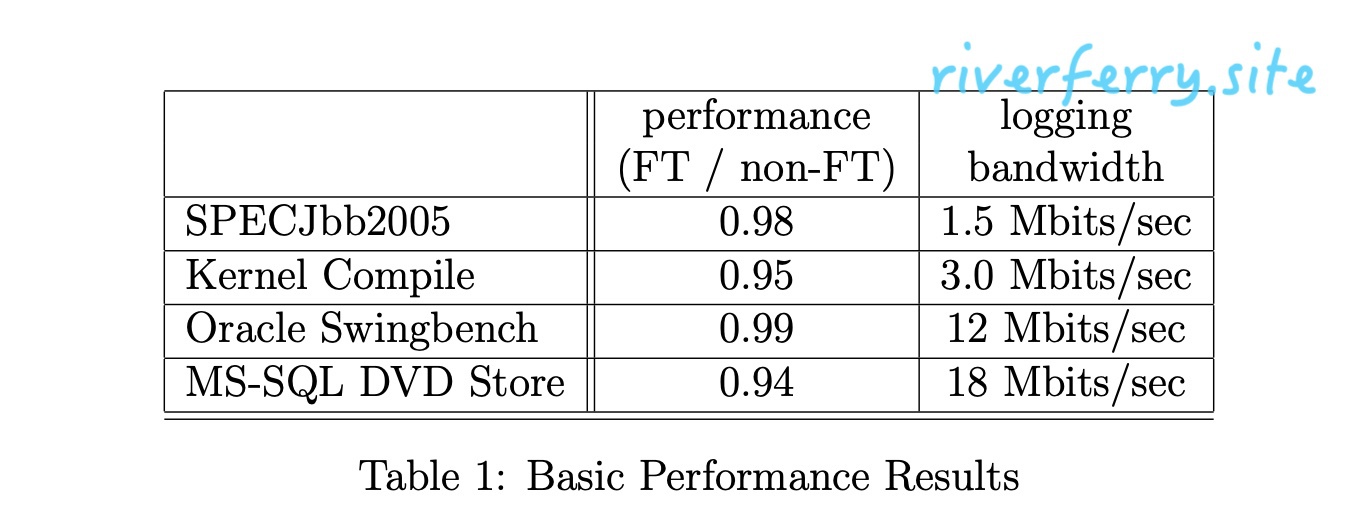 riverferry.site
performance logging
(FT / non-FT) bandwidth
SPECJbb2005 0.98 1.5 Mbits/sec
Kernel Compile 0.95 3.0 Mbits/sec
Oracle Swingbench 0.99 12 Mbits/sec
MS-SQL DVD Store 0.94 18 Mbits/sec
Table 1: Basic Performance Results